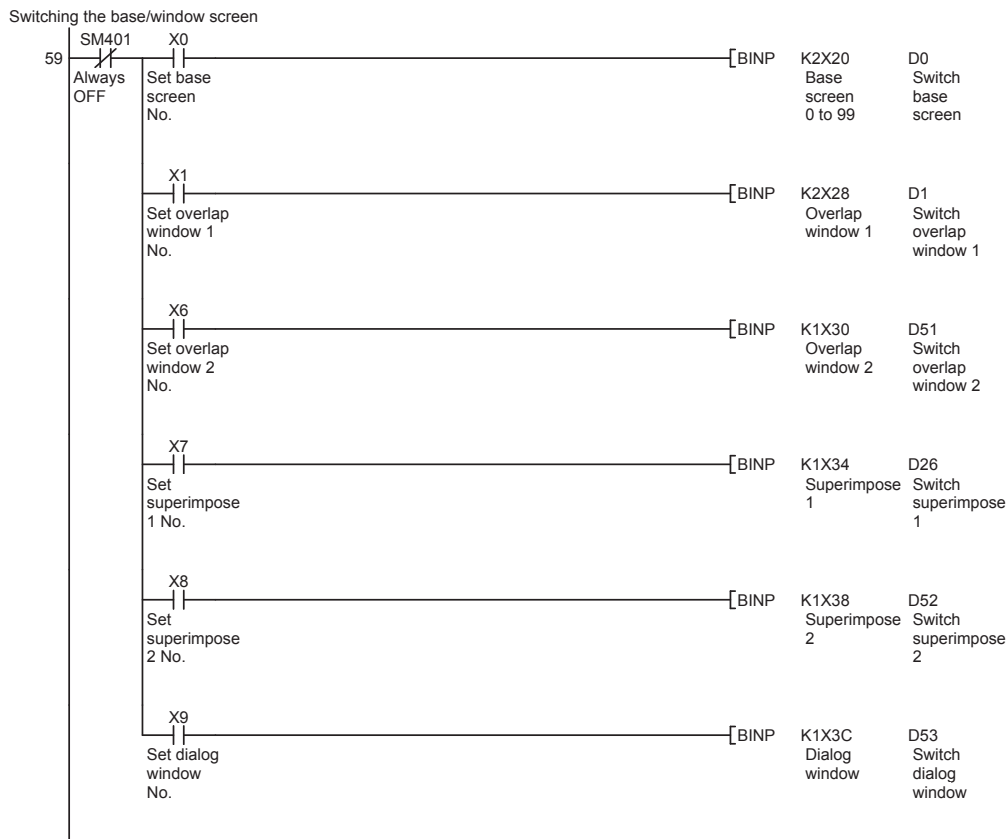 Switching the base/window screen
SM401 X0
59 [BINP K2X20 D0
Always Set base Base Switch
OFF screen screen base
No. 0 to 99 screen
X1
[BINP K2X28 D1
Set overlap Overlap Switch
window 1 window 1 overlap
No. window 1
X6
[BINP K1X30 D51
Set overlap Overlap Switch
window 2 window 2 overlap
No. window 2
X7
[BINP K1X34 D26
Set Superimpose Switch
superimpose 1 superimpose
1 No. 1
X8
[BINP K1X38 D52
Set Superimpose Switch
superimpose 2 superimpose
2 No. 2
X9
[BINP K1X3C D53
Set dialog Dialog Switch
window window dialog
No. window